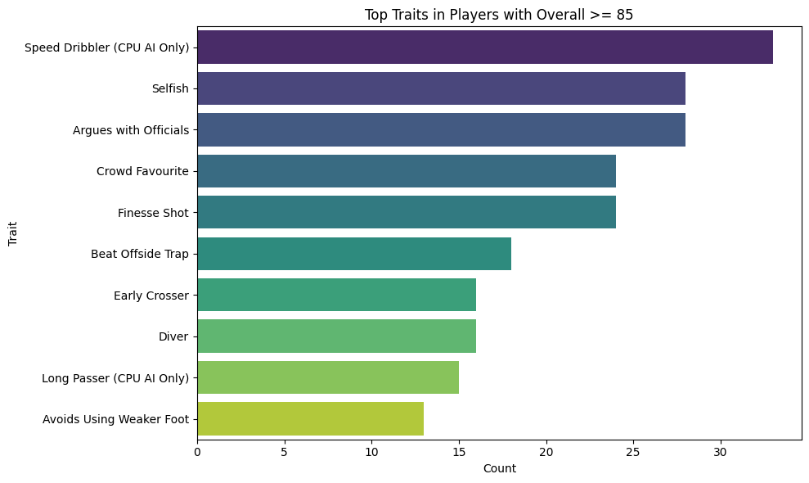 Top Traits in Players with Overall >= 85
Trait
Speed Dribbler (CPU AI Only)
Selfish
Argues with Officials
Crowd Favourite
Finesse Shot
Beat Offside Trap
Early Crosser
Diver
Long Passer (CPU AI Only)
Avoids Using Weaker Foot
0 5 10 15 20 25 30
Count